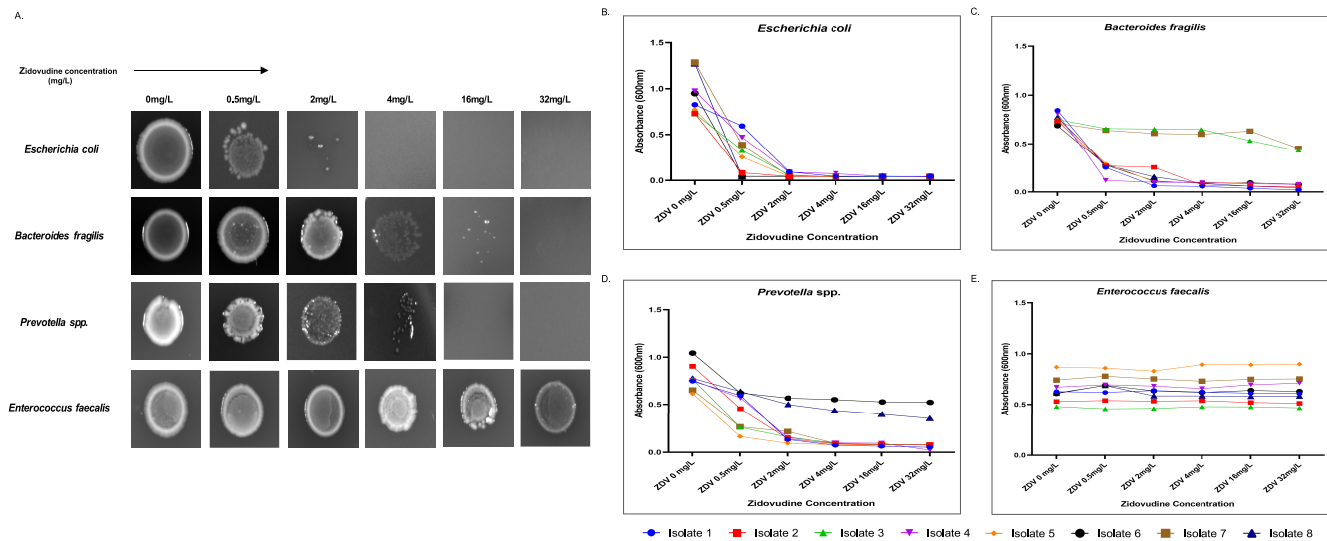 A.
Zidovudine concentration
(mg/L)
0mg/L 0.5mg/L 2mg/L 4mg/L 16mg/L 32mg/L
Escherichia coli
Bacteroides fragilis
Prevotella spp.
Enterococcus faecalis
B.
Escherichia coli
Absorbance (600nm)
1.5
1.0
0.5
0.0
ZDV 0 mg/L ZDV 0.5mg/L ZDV 2mg/L ZDV 4mg/L ZDV 16mg/L ZDV 32mg/L
Zidovudine Concentration
C.
Bacteroides fragilis
Absorbance (600nm)
1.5
1.0
0.5
0.0
ZDV 0 mg/L ZDV 0.5mg/L ZDV 2mg/L ZDV 4mg/L ZDV 16mg/L ZDV 32mg/L
Zidovudine Concentration
D.
Prevotella spp.
Absorbance (600nm)
1.5
1.0
0.5
0.0
ZDV 0 mg/L ZDV 0.5mg/L ZDV 2mg/L ZDV 4mg/L ZDV 16mg/L ZDV 32mg/L
Zidovudine Concentration
E.
Enterococcus faecalis
Absorbance (600nm)
1.5
1.0
0.5
0.0
ZDV 0 mg/L ZDV 0.5mg/L ZDV 2mg/L ZDV 4mg/L ZDV 16mg/L ZDV 32mg/L
Zidovudine Concentration
Isolate 1 Isolate 2 Isolate 3 Isolate 4 Isolate 5 Isolate 6 Isolate 7 Isolate 8